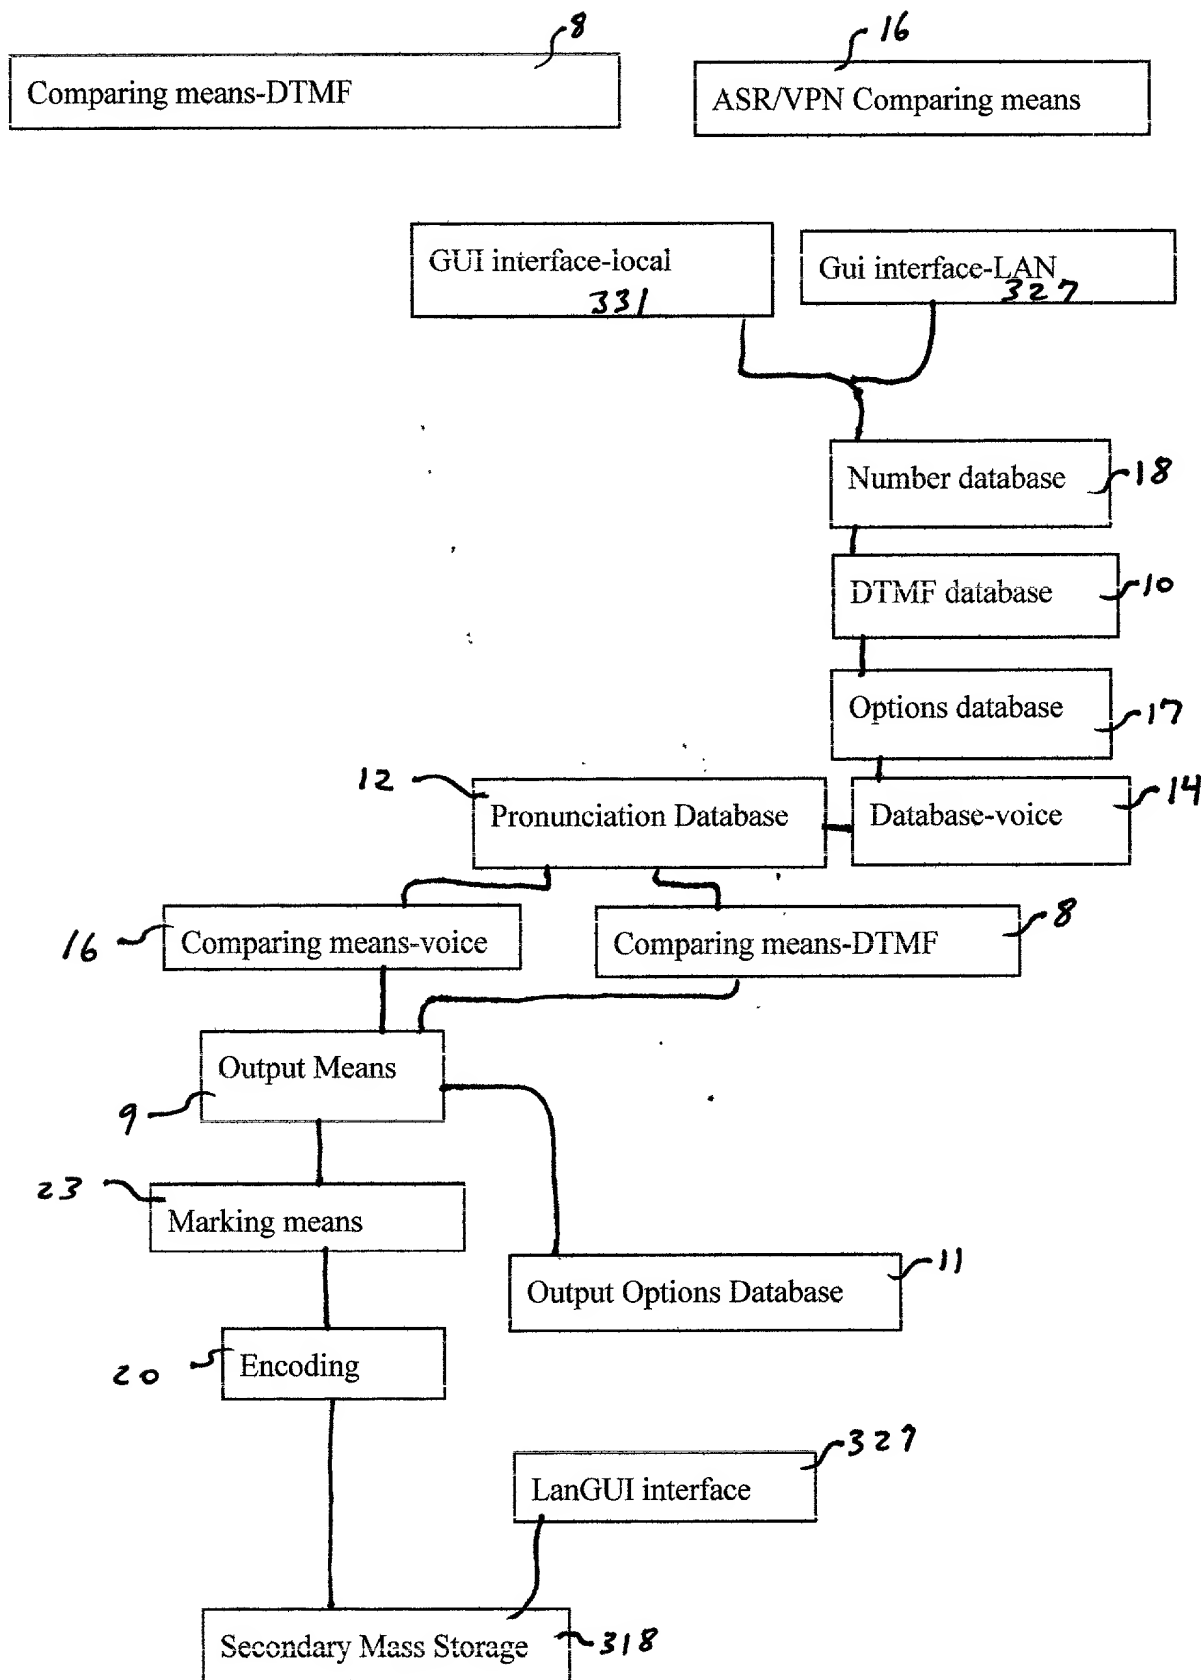 8
16
Comparing means-DTMF
ASR/VPN Comparing means
GUI interface-local
331
Gui interface-LAN
327
Number database
18
DTMF database
10
Options database
17
12
Pronunciation Database
Database-voice
14
16
Comparing means-voice
Comparing means-DTMF
8
Output Means
9
23
Marking means
Output Options Database
11
20
Encoding
327
LanGUI interface
Secondary Mass Storage
318